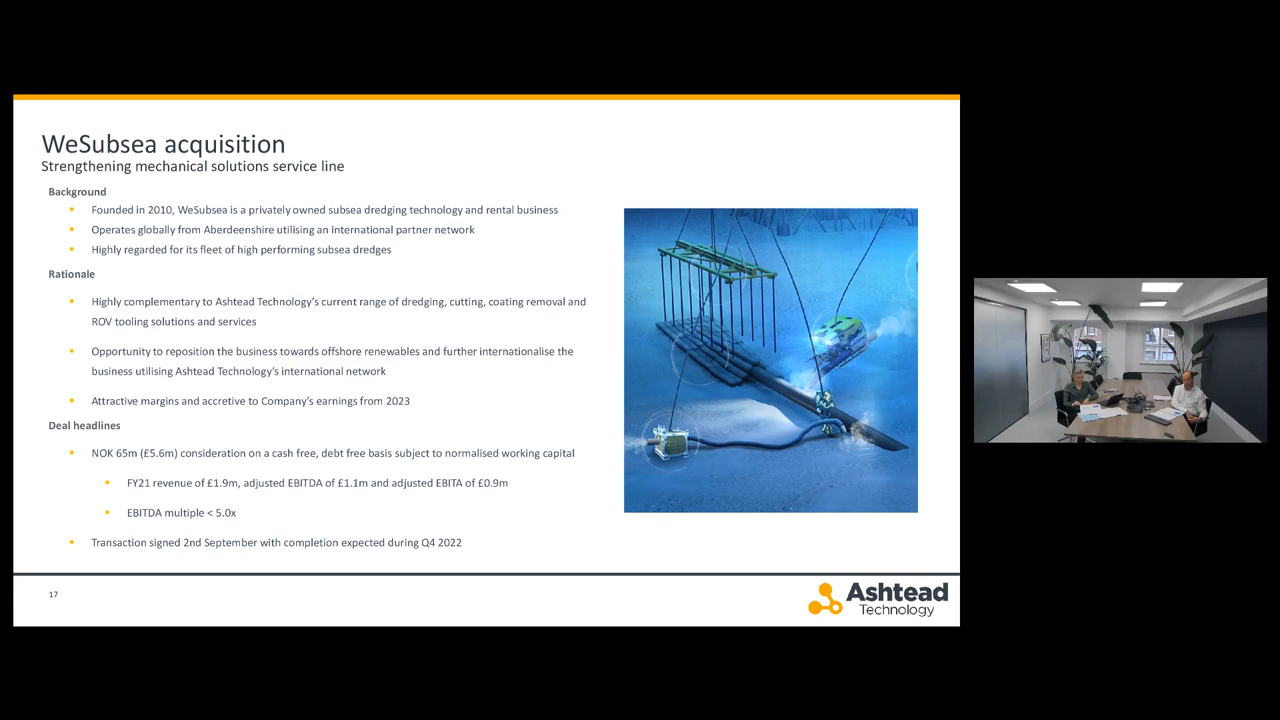 WeSubsea acquisition
Strengthening mechanical solutions service line
Background
Founded in 2010, WeSubsea is a privately owned subsea dredging technology and rental business
Operates globally from Aberdeenshire utilising an international partner network
Highly regarded for its fleet of high performing subsea dredges
Rationale
Highly complementary to Ashtead Technology's current range of dredging, cutting, coating removal and
ROV tooling solutions and services
Opportunity to reposition the business towards offshore renewables and further internationalise the
business utilising Ashtead Technology's international network
Attractive margins and accretive to Company's earnings from 2023
Deal headlines
NOK 65m (£5.6m) consideration on a cash free, debt free basis subject to normalised working capital
FY21 revenue of £1.9m, adjusted EBITDA of £1.1m and adjusted EBITA of £0.9m
EBITDA multiple < 5.0x
Transaction signed 2nd September with completion expected during Q4 2022
17
Ashtead
Technology